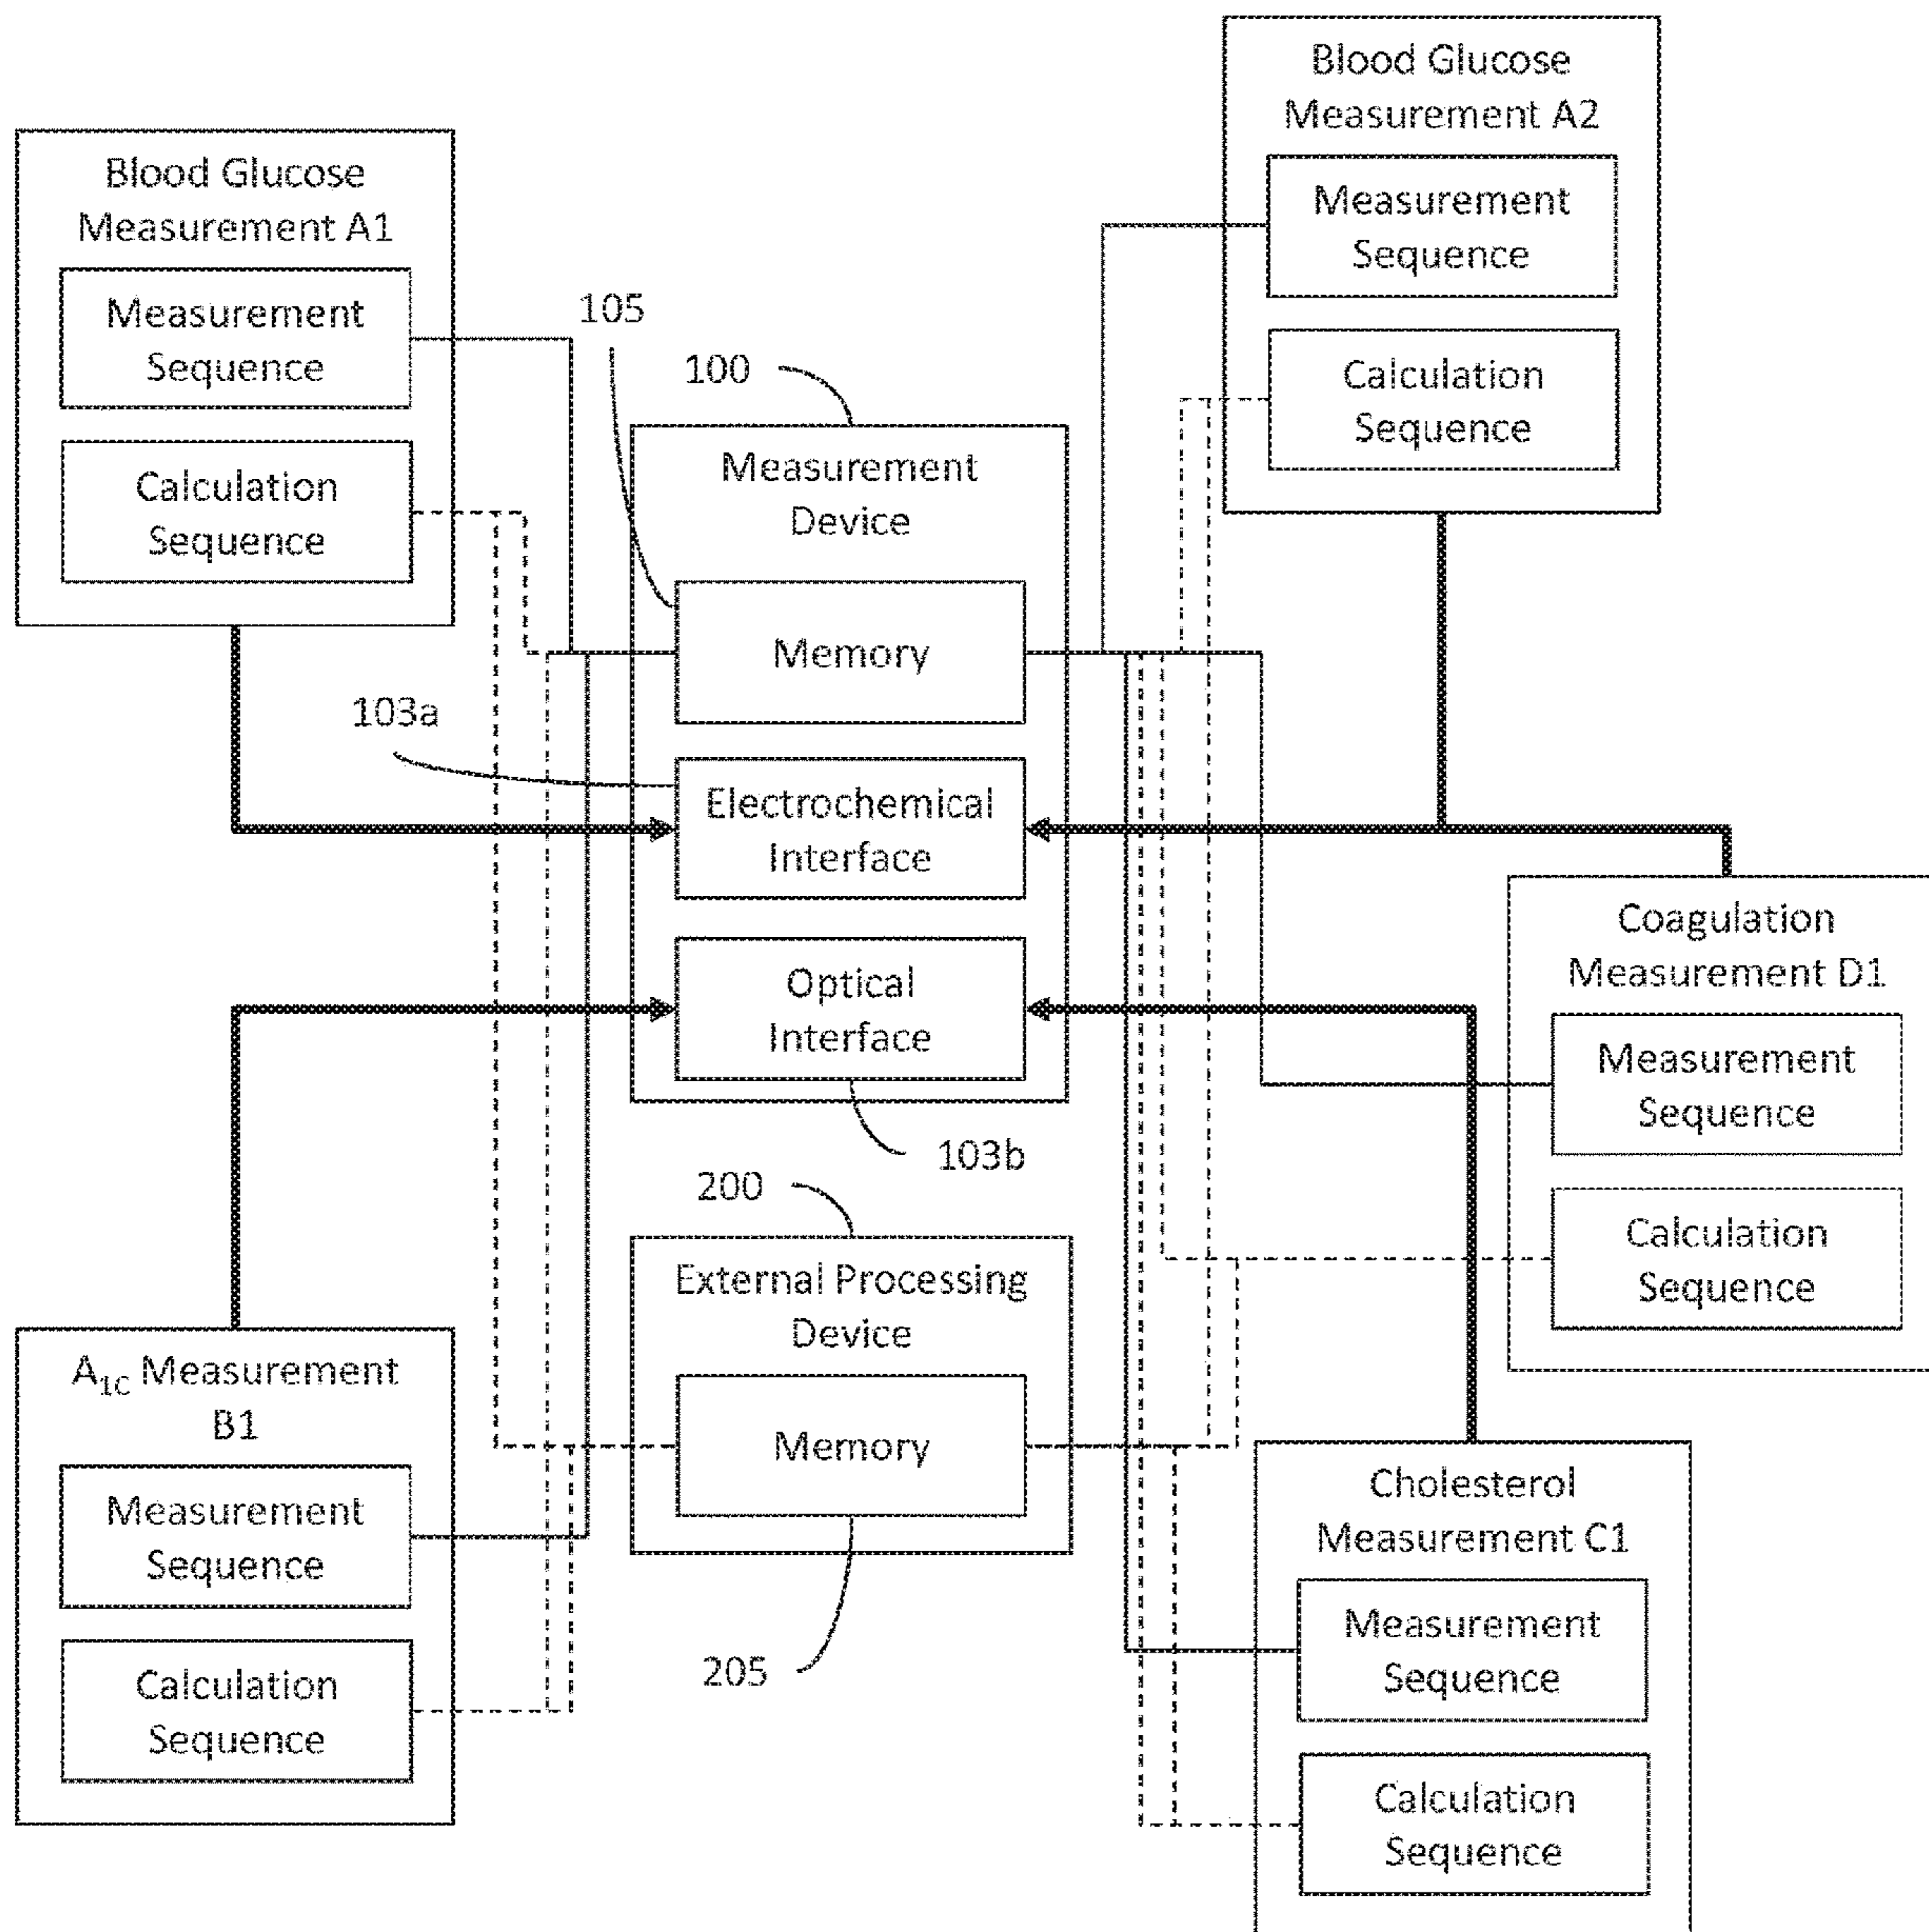 Blood Glucose
Measurement A2
Measurement
Sequence
Calculation
Sequence
Blood Glucose
Measurement A1
Measurement
Sequence
Calculation
Sequence
105
100
Measurement
Device
Memory
103a
Electrochemical
Interface
Optical
Interface
103b
Coagulation
Measurement D1
Measurement
Sequence
Calculation
Sequence
200
External Processing
Device
Memory
205
A1C Measurement
B1
Measurement
Sequence
Calculation
Sequence
Cholesterol
Measurement C1
Measurement
Sequence
Calculation
Sequence